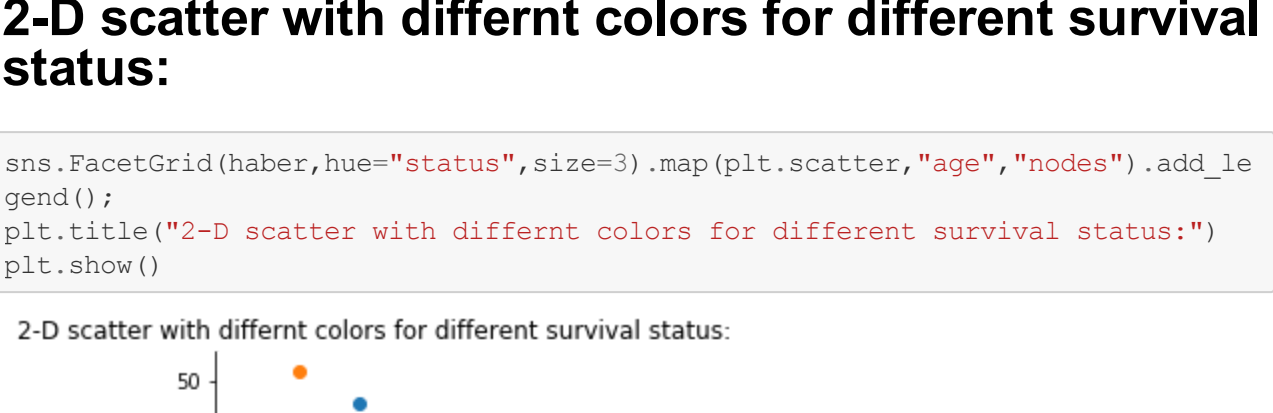 2-D scatter with differnt colors for different survival
status:
sns.FacetGrid(haber,hue="status",size=3).map(plt.scatter,"age","nodes").add_le
gend();
plt.title("2-D scatter with differnt colors for different survival status:")
plt.show()
2-D scatter with differnt colors for different survival status:
50